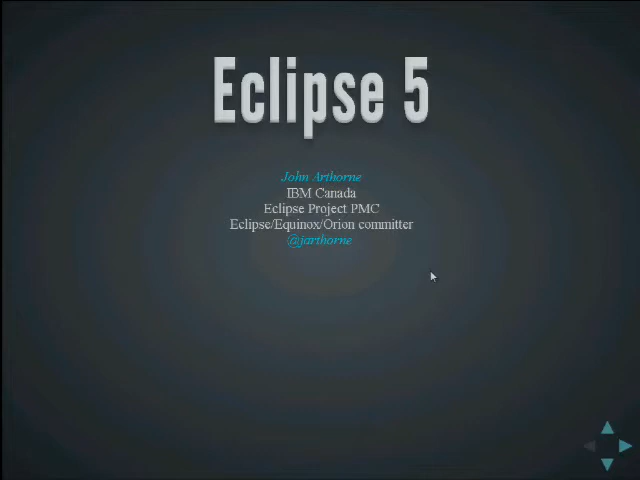 Eclipse 5
John Arthorne
IBM Canada
Eclipse Project PMC
Eclipse/Equinox/Orion committer
@jarthorne